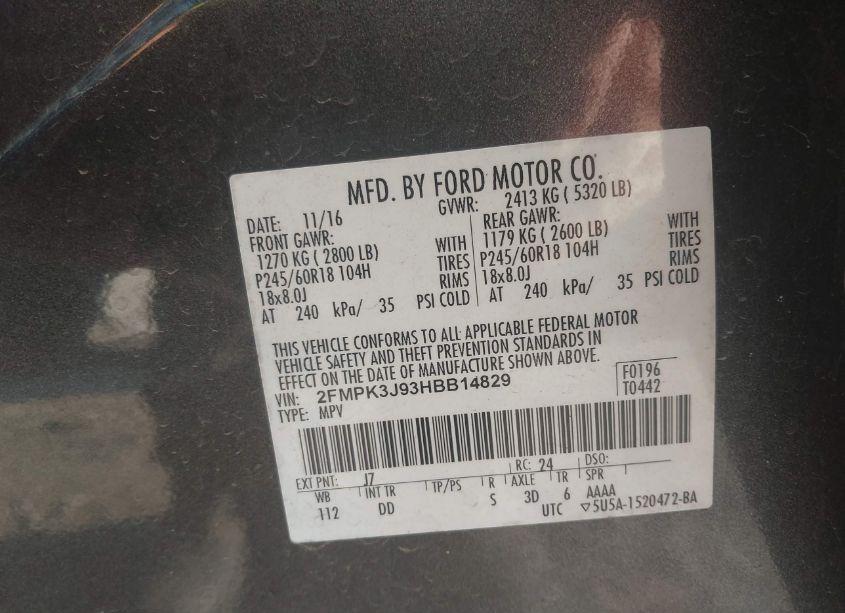 MFD. BY FORD MOTOR CO.
DATE: 11/16 GVWR: 2413 KG ( 5320 LB)
FRONT GAWR: REAR GAWR:
1270 KG ( 2800 LB) WITH 1179 KG ( 2600 LB) WITH
P245/60R18 104H TIRES P245/60R18 104H TIRES
18x8.0J RIMS 18x8.0J RIMS
AT 240 kPa/ 35 PSI COLD AT 240 kPa/ 35 PSI COLD
THIS VEHICLE CONFORMS TO ALL APPLICABLE FEDERAL MOTOR
VEHICLE SAFETY AND THEFT PREVENTION STANDARDS IN
EFFECT ON THE DATE OF MANUFACTURE SHOWN ABOVE.
VIN: 2FMPK3J93HBB14829 F0196
TYPE: MPV T0442
EXT PNT: J7 RC: 24 DSO:
WB INT TR TP/PS R AXLE TR SPR
112 DD S 3D 6 AAAA
UTC ▽5U5A-1520472-BA